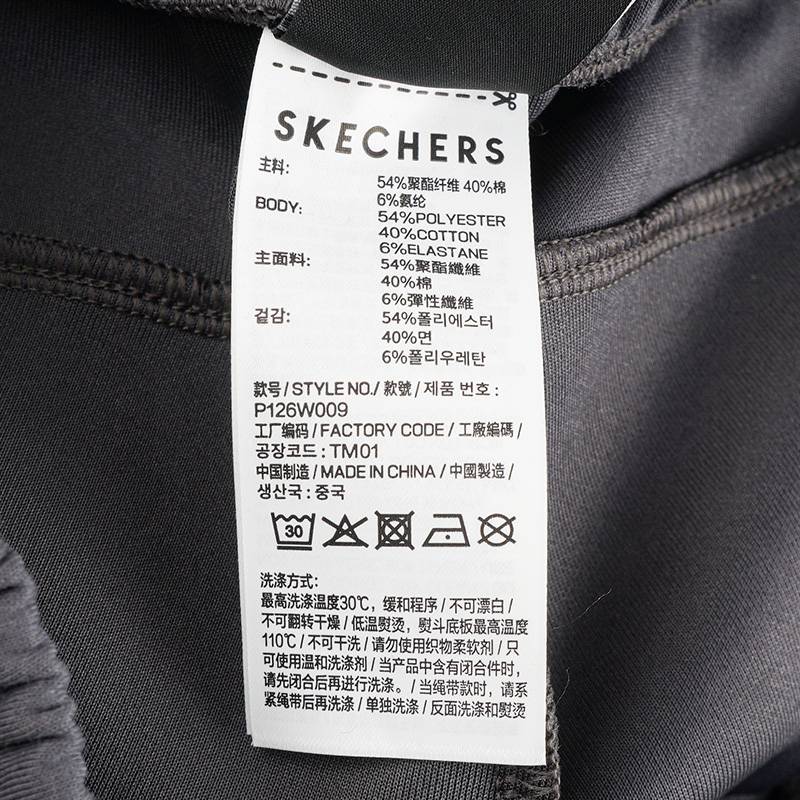 SKECHERS
主料:
54%聚酯纤维 40%棉
6%氨纶
BODY:
54%POLYESTER
40%COTTON
6%ELASTANE
主面料:
54%聚酯纖維
40%棉
6%彈性纖維
겉감:
54%폴리에스터
40%면
6%폴리우레탄
款号/STYLE NO./款號/제품 번호:
P126W009
工厂编码/FACTORY CODE/工廠編碼/
공장코드: TM01
中国制造/MADE IN CHINA/中國製造/
생산국: 중국
30
洗涤方式:
最高洗涤温度30℃，缓和程序/不可漂白/
不可翻转干燥/低温熨烫，熨斗底板最高温度
110℃/不可干洗/请勿使用织物柔软剂/只
可使用温和洗涤剂/当产品中含有闭合件时，
请先闭合后再进行洗涤。/当绳带款时，请系
紧绳带后再洗涤/单独洗涤/反面洗涤和熨烫